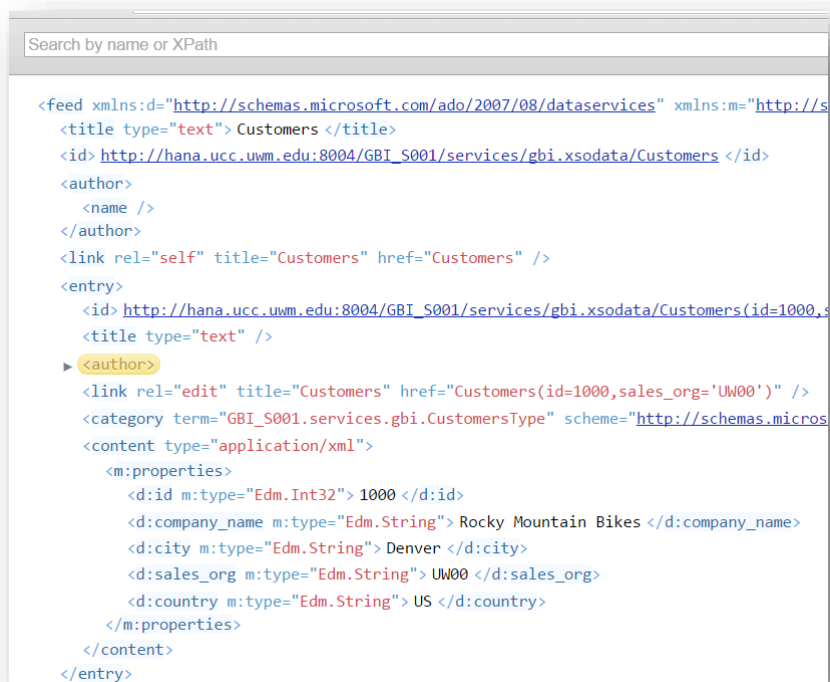 Search by name or XPath
<feed xmlns:d="http://schemas.microsoft.com/ado/2007/08/dataservices" xmlns:m="http://s
<title type="text"> Customers </title>
<id> http://hana.ucc.uwm.edu:8004/GBI_S001/services/gbi.xsodata/Customers </id>
<author>
<name />
</author>
<link rel="self" title="Customers" href="Customers" />
<entry>
<id> http://hana.ucc.uwm.edu:8004/GBI_S001/services/gbi.xsodata/Customers(id=1000,s
<title type="text" />
<author>
<link rel="edit" title="Customers" href="Customers(id=1000,sales_org='UW00')" />
<category term="GBI_S001.services.gbi.CustomersType" scheme="http://schemas.micros
<content type="application/xml">
<m:properties>
<d:id m:type="Edm.Int32"> 1000 </d:id>
<d:company_name m:type="Edm.String"> Rocky Mountain Bikes </d:company_name>
<d:city m:type="Edm.String"> Denver </d:city>
<d:sales_org m:type="Edm.String"> UW00 </d:sales_org>
<d:country m:type="Edm.String"> US </d:country>
</m:properties>
</content>
</entry>